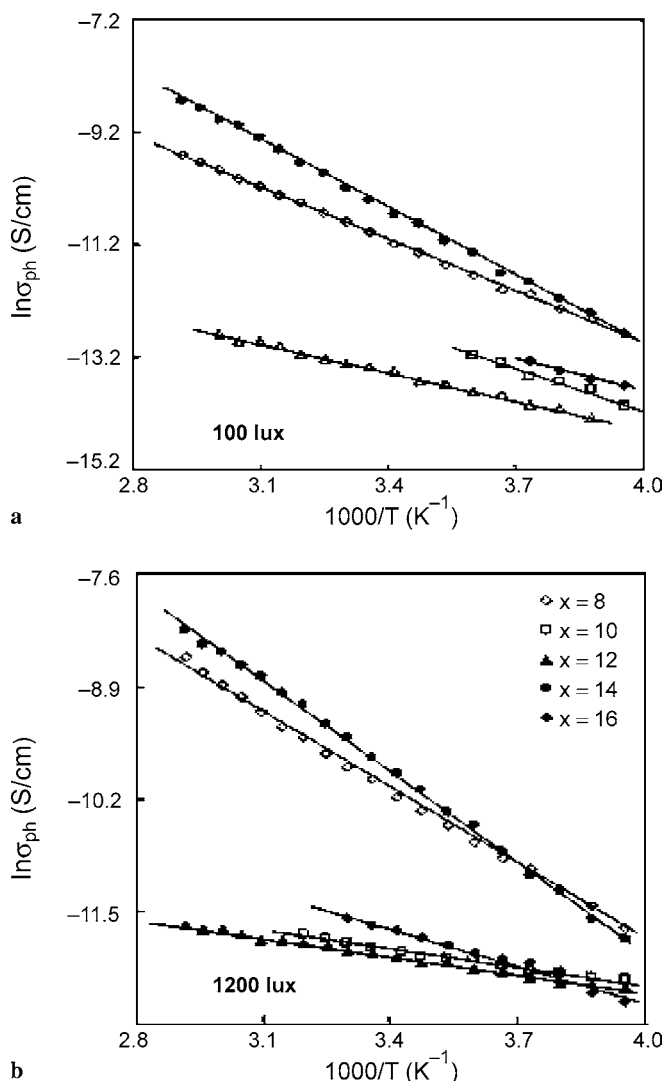 −7.2
−9.2
−11.2
−13.2
−15.2
lnσph (S/cm)
100 lux
2.8 3.1 3.4 3.7 4.0
1000/T (K−1)
a
−7.6
−8.9
−10.2
−11.5
lnσph (S/cm)
x = 8
x = 10
x = 12
x = 14
x = 16
1200 lux
2.8 3.1 3.4 3.7 4.0
1000/T (K−1)
b